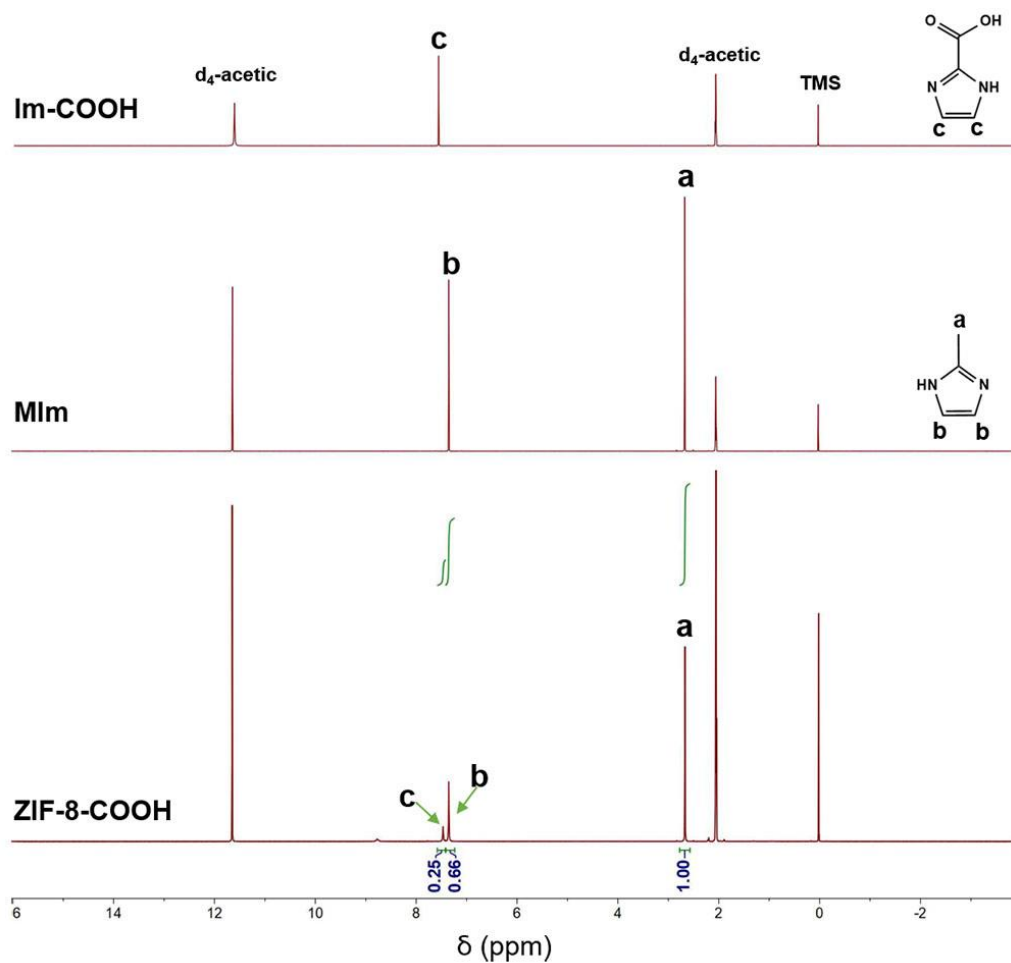 O OH
c
d₄-acetic
d₄-acetic
TMS
N NH
Im-COOH
c c
a
b
a
HN N
MIm
b b
a
c b
ZIF-8-COOH
0.25 0.66 1.00
6 14 12 10 8 6 4 2 0 -2
δ (ppm)